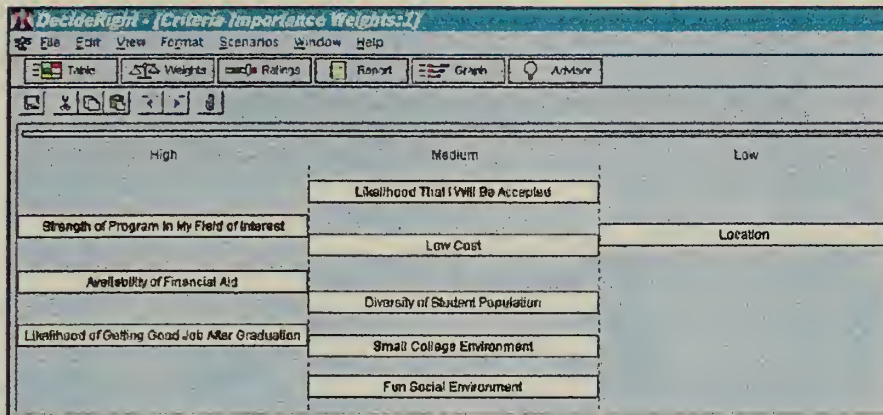 DecideRight - [Criteria Importance Weights:1]
File Edit View Format Scenarios Window Help
Table Weights Ratings Report Graph Advisor
High Medium Low
Likelihood That I Will Be Accepted
Strength of Program In My Field of Interest
Location
Low Cost
Availability of Financial Aid
Diversity of Student Population
Likelihood of Getting Good Job After Graduation
Small College Environment
Fun Social Environment